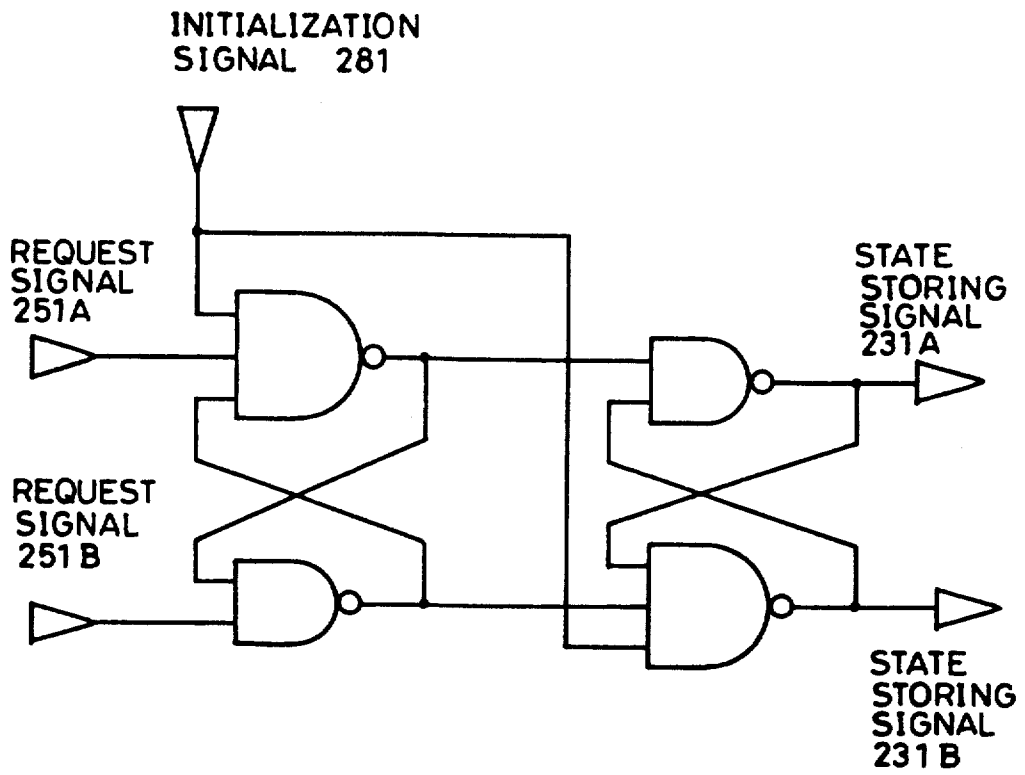 INITIALIZATION
SIGNAL 281
REQUEST
SIGNAL
251A
STATE
STORING
SIGNAL
231A
REQUEST
SIGNAL
251B
STATE
STORING
SIGNAL
231B